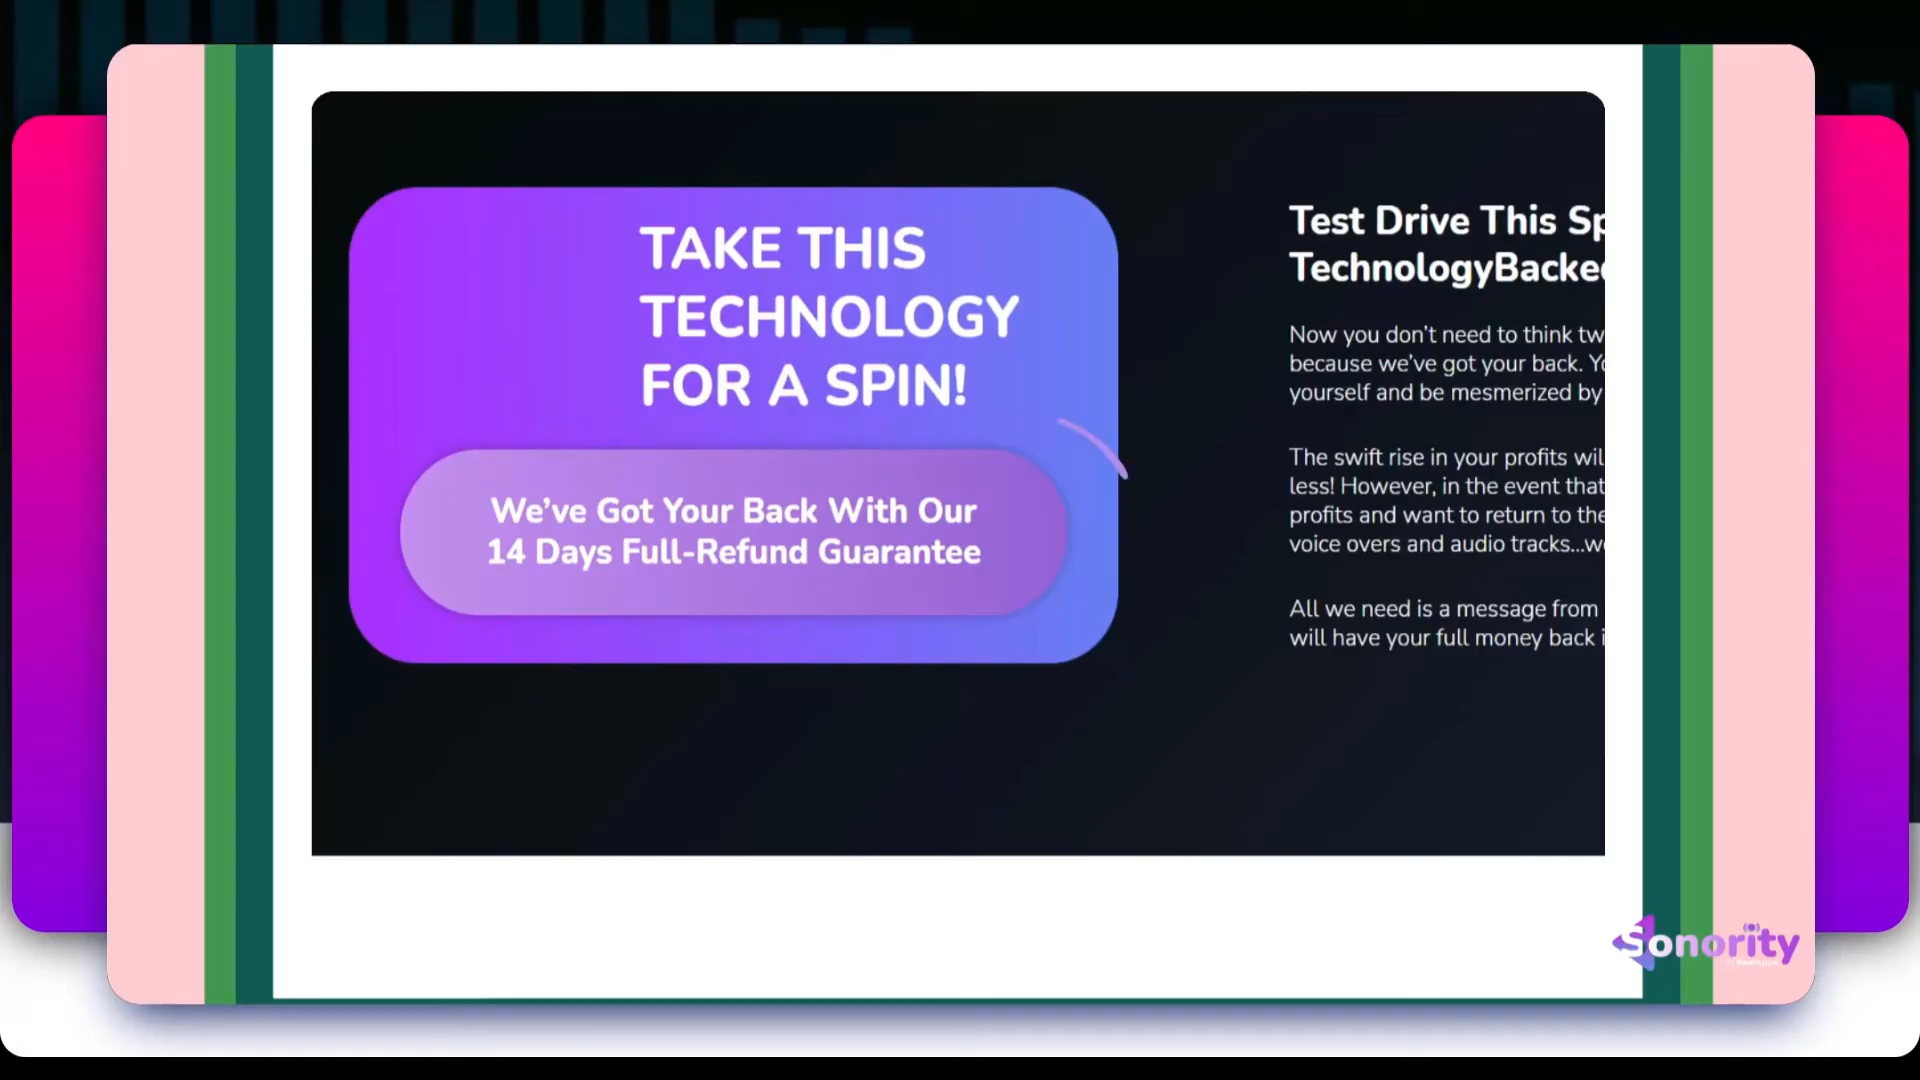 TAKE THIS
TECHNOLOGY
FOR A SPIN!
We’ve Got Your Back With Our
14 Days Full-Refund Guarantee
Test Drive This Sp
TechnologyBacked
Now you don’t need to think tw
because we’ve got your back. Yo
yourself and be mesmerized by
The swift rise in your profits wil
less! However, in the event that
profits and want to return to the
voice overs and audio tracks...we
All we need is a message from
will have your full money back i
Sonority